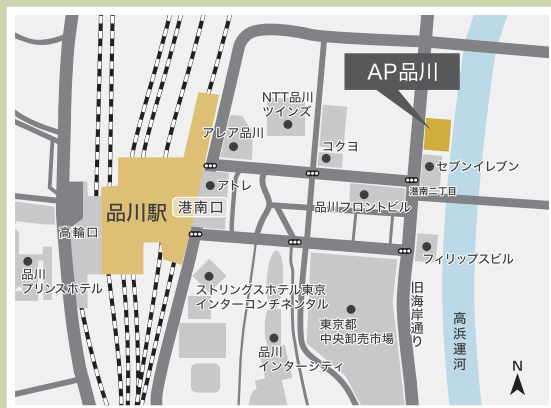 AP品川
NTT品川
ツインズ
アレア品川
コクヨ
セブンイレブン
港南二丁目
アトレ
品川駅
港南口
品川フロントビル
高輪口
フィリップスビル
品川
プリンスホテル
ストリングスホテル東京
インターコンチネンタル
旧海岸通り
高浜運河
東京都
中央卸売市場
品川
インターシティ
N